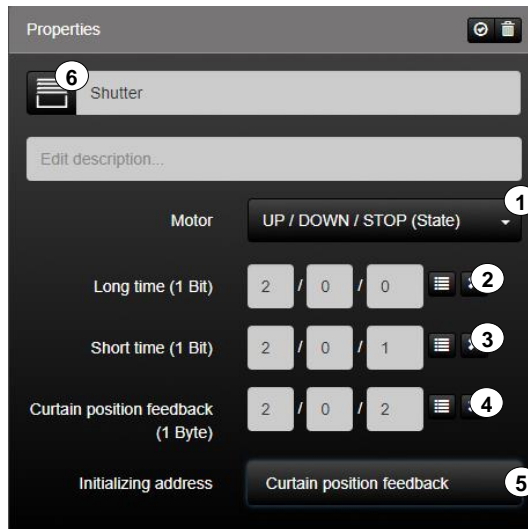 Properties
6
Shutter
Edit description...
1
Motor UP / DOWN / STOP (State)
2
Long time (1 Bit) 2 / 0 / 0
3
Short time (1 Bit) 2 / 0 / 1
4
Curtain position feedback 2 / 0 / 2
(1 Byte)
Initializing address Curtain position feedback 5